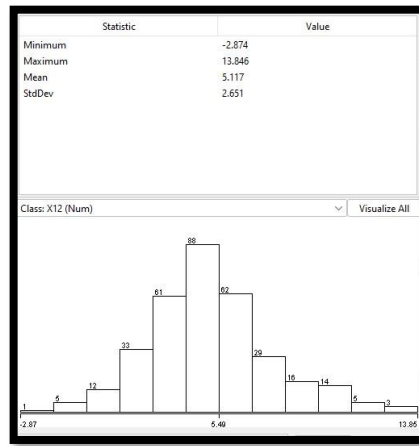 Statistic Value
Minimum -2.874
Maximum 13.846
Mean 5.117
StdDev 2.651
Class: X12 (Num) Visualize All
88
61 62
33
29
16 14
12
5 5
1 3
-2.87 5.49 13.85